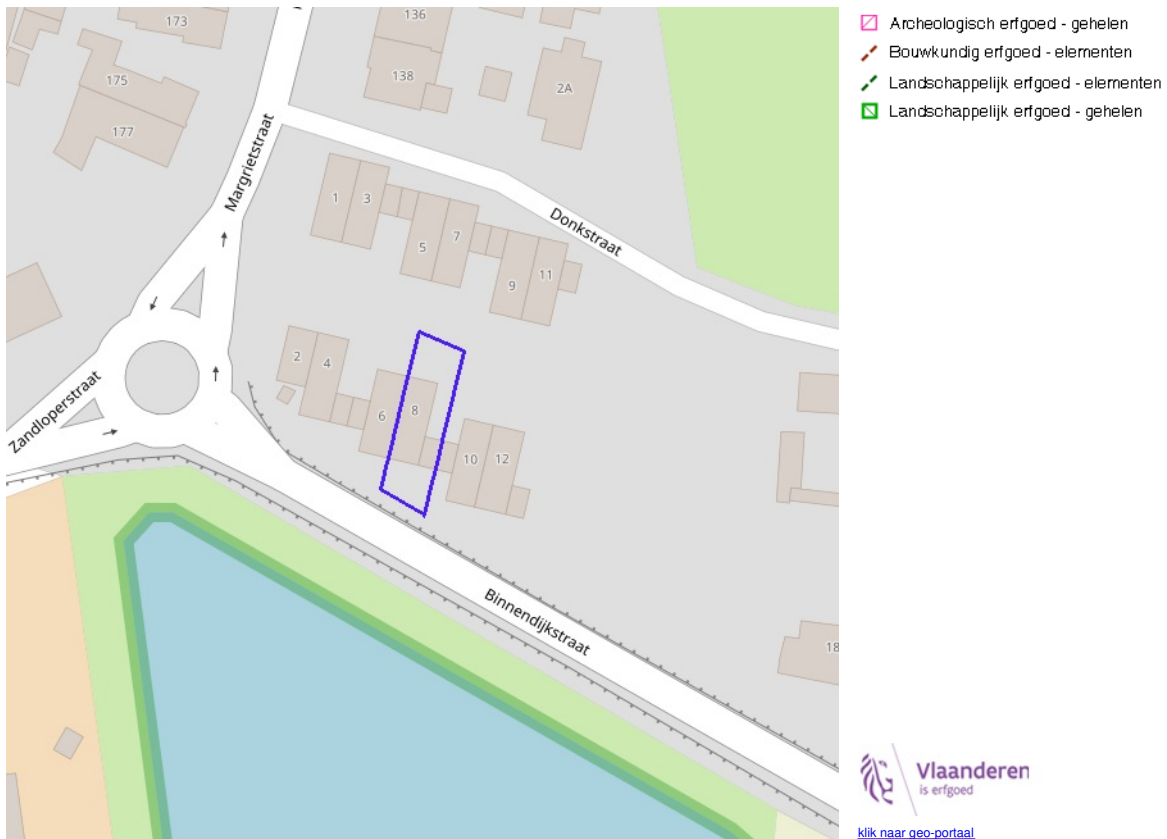 173
136
138
175
177
2A
Margrietstraat
Donkstraat
1
3
5
7
9
11
2
4
6
8
10
12
Zandloperstraat
Binnendijkstraat
18
Archeologisch erfgoed - gehelen
Bouwkundig erfgoed - elementen
Landschappelijk erfgoed - elementen
Landschappelijk erfgoed - gehelen
Vlaanderen
is erfgoed
klik naar geo-portaal